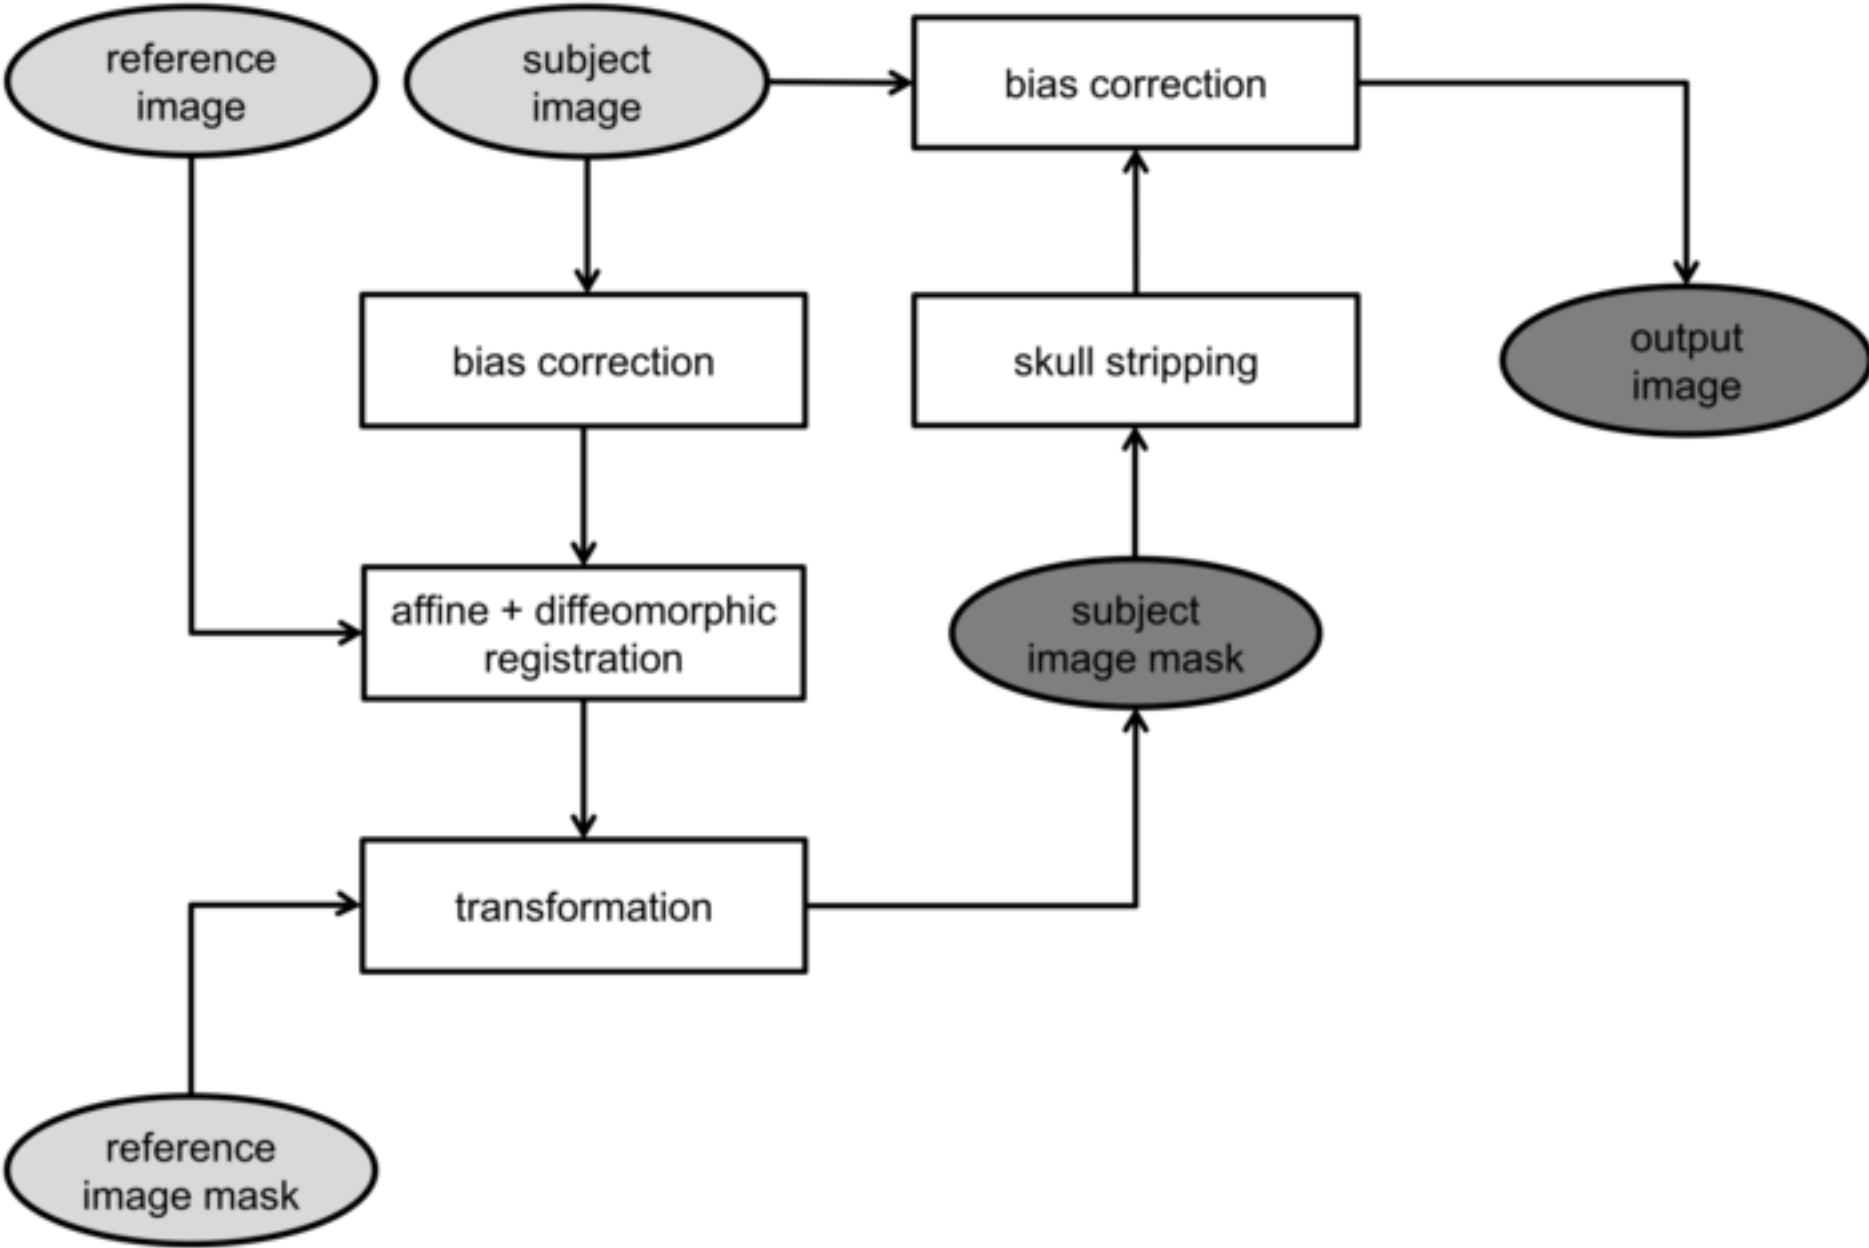 reference
image
subject
image
bias correction
bias correction
skull stripping
output
image
affine + diffeomorphic
registration
subject
image mask
transformation
reference
image mask